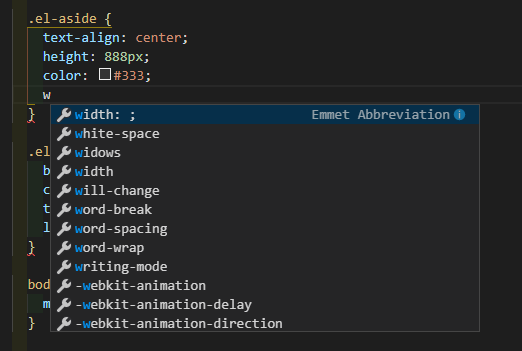 .el-aside {
text-align: center;
height: 888px;
color: #333;
w
}
width: ; Emmet Abbreviation
white-space
widows
.el
width
b
will-change
c
word-break
t
word-spacing
l
word-wrap
}
writing-mode
bod
-webkit-animation
m
-webkit-animation-delay
}
-webkit-animation-direction